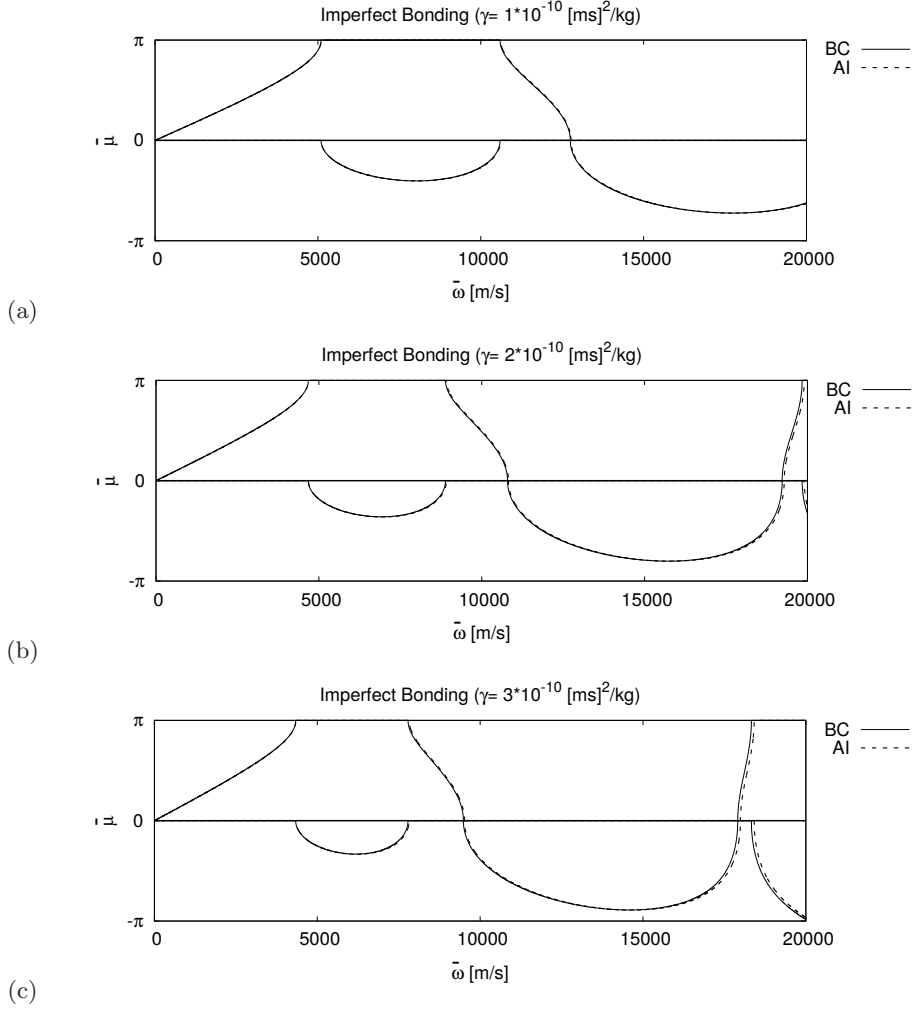 Imperfect Bonding (γ= 1*10⁻¹⁰ [ms]²/kg)
π
0
-π
μ̄
0 5000 10000 15000 20000
ω̄ [m/s]
BC
AI
(a)
Imperfect Bonding (γ= 2*10⁻¹⁰ [ms]²/kg)
π
0
-π
μ̄
0 5000 10000 15000 20000
ω̄ [m/s]
BC
AI
(b)
Imperfect Bonding (γ= 3*10⁻¹⁰ [ms]²/kg)
π
0
-π
μ̄
0 5000 10000 15000 20000
ω̄ [m/s]
BC
AI
(c)